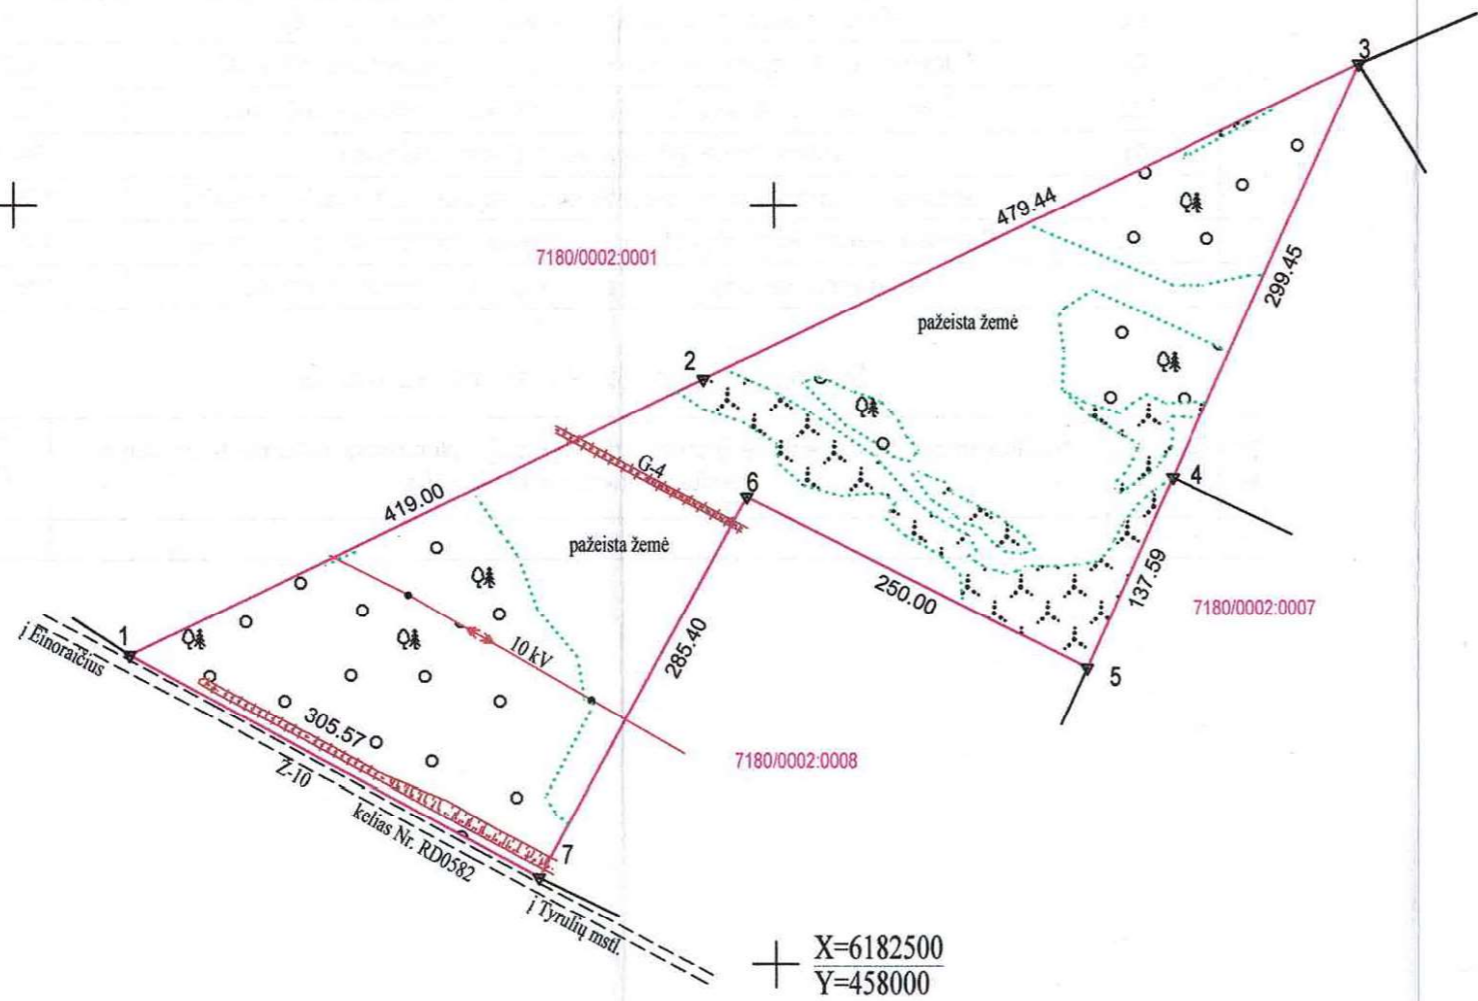 3
479.44
7180/0002:0001
299.45
pažeista žemė
2
G-4
6
4
419.00
pažeista žemė
250.00
137.59
7180/0002:0007
1
į Einoraičius
10 kV
285.40
5
305.57
Ž-10
7180/0002:0008
kelias Nr. RD0582
7
į Tyrulių mstl.
X=6182500
Y=458000